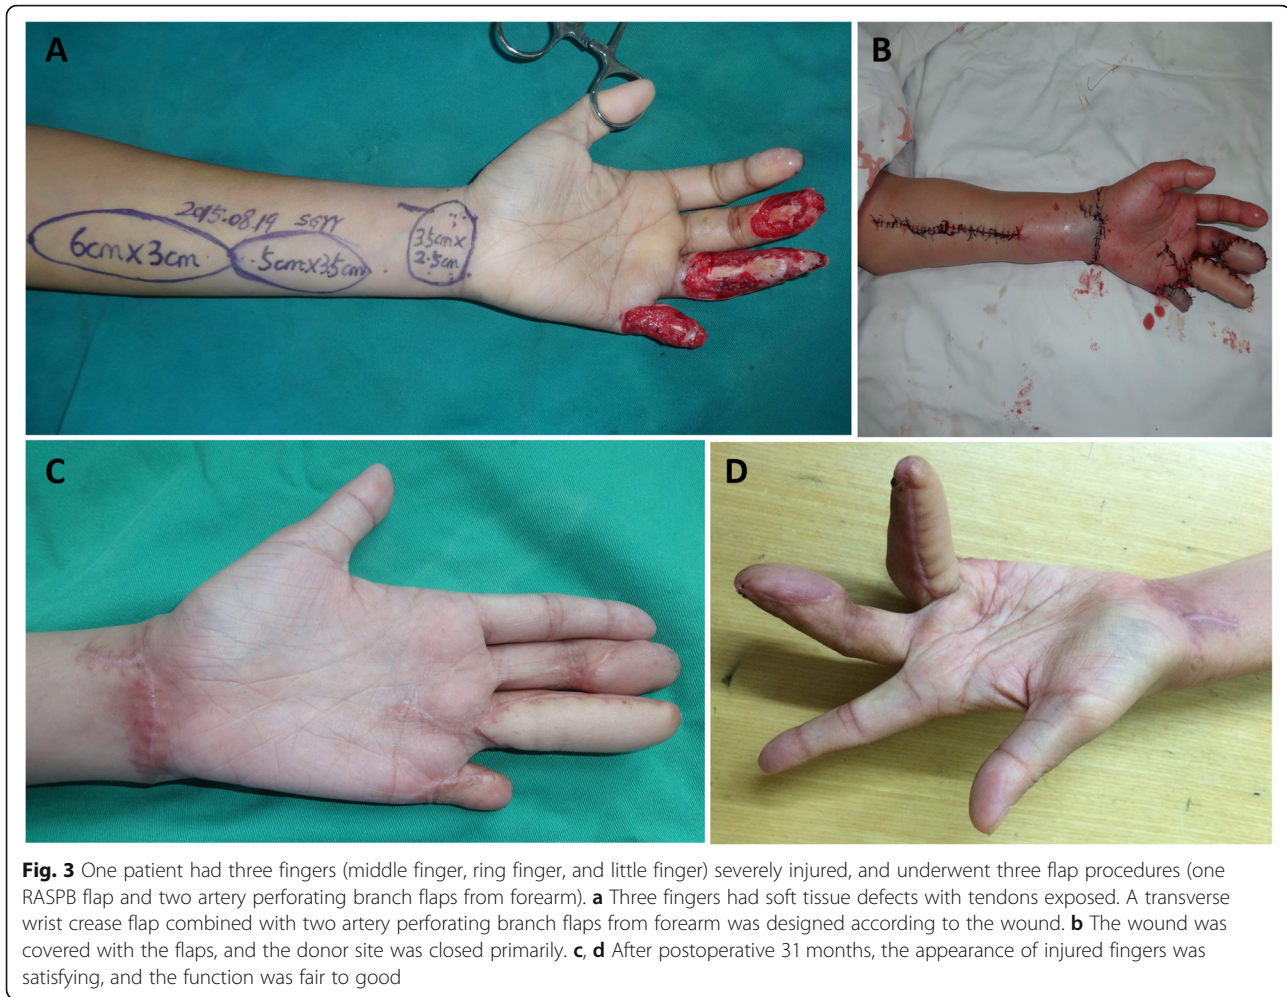 A
B
2015.08.19 SGYY
6cm×3cm
5cm×3.5cm
3.5cm×
2.5cm
C
D
Fig. 3 One patient had three fingers (middle finger, ring finger, and little finger) severely injured, and underwent three flap procedures (one
RASPB flap and two artery perforating branch flaps from forearm). a Three fingers had soft tissue defects with tendons exposed. A transverse
wrist crease flap combined with two artery perforating branch flaps from forearm was designed according to the wound. b The wound was
covered with the flaps, and the donor site was closed primarily. c, d After postoperative 31 months, the appearance of injured fingers was
satisfying, and the function was fair to good